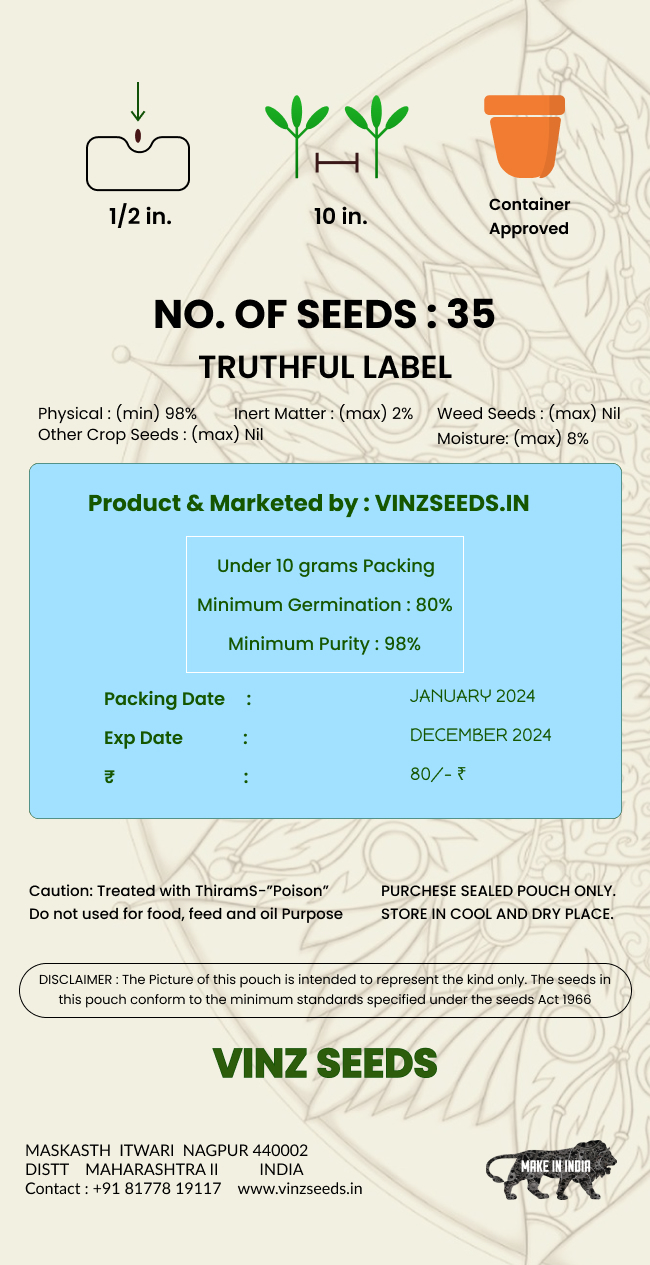 1/2 in.
10 in.
Container
Approved
NO. OF SEEDS : 35
TRUTHFUL LABEL
Physical : (min) 98% Inert Matter : (max) 2% Weed Seeds : (max) Nil
Other Crop Seeds : (max) Nil
Moisture: (max) 8%
Product & Marketed by : VINZSEEDS.IN
Under 10 grams Packing
Minimum Germination : 80%
Minimum Purity : 98%
Packing Date : JANUARY 2024
Exp Date : DECEMBER 2024
₹ : 80/- ₹
Caution: Treated with ThiramS-”Poison”
Do not used for food, feed and oil Purpose
PURCHESE SEALED POUCH ONLY.
STORE IN COOL AND DRY PLACE.
DISCLAIMER : The Picture of this pouch is intended to represent the kind only. The seeds in
this pouch conform to the minimum standards specified under the seeds Act 1966
VINZ SEEDS
MASKASTH ITWARI NAGPUR 440002
DISTT MAHARASHTRA II INDIA
Contact : +91 81778 19117 www.vinzseeds.in
MAKE IN INDIA